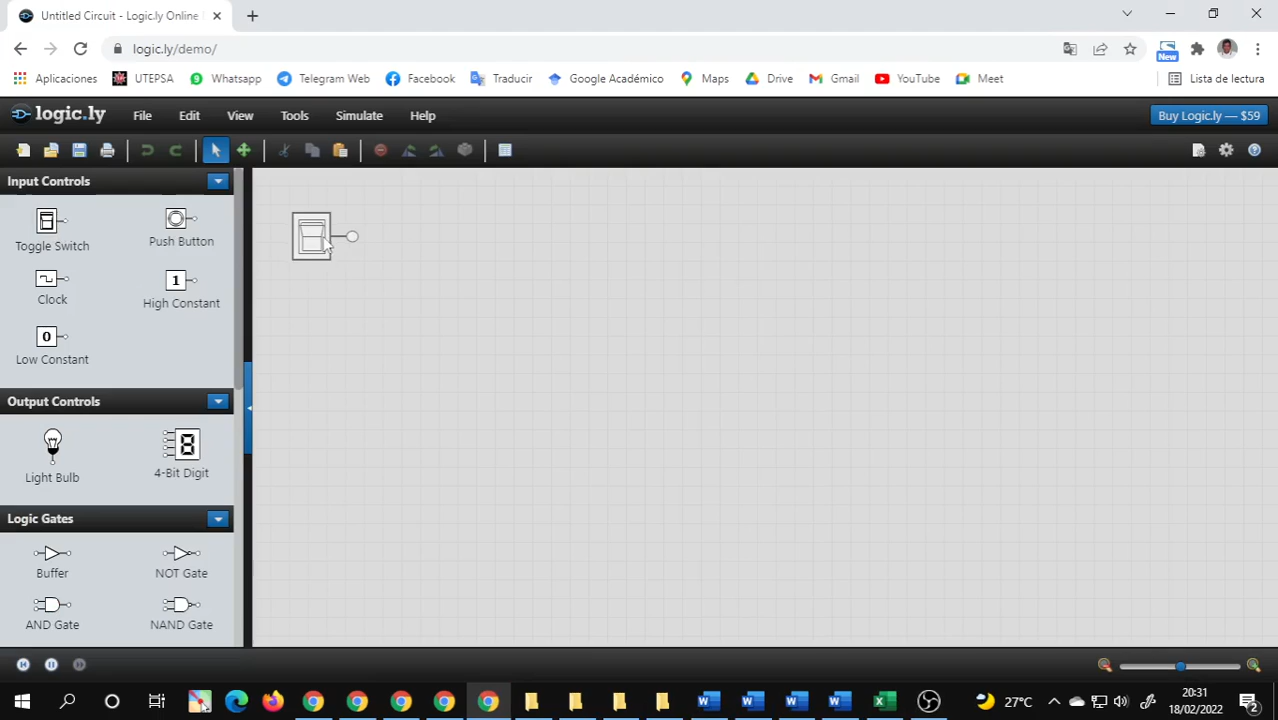 Untitled Circuit - Logic.ly Online
logic.ly/demo/
New
Aplicaciones UTEPSA Whatsapp Telegram Web Facebook Traducir Google Académico Maps Drive Gmail YouTube Meet Lista de lectura
logic.ly File Edit View Tools Simulate Help Buy Logic.ly — $59
Input Controls
Toggle Switch Push Button
1
Clock High Constant
0
Low Constant
Output Controls
8
Light Bulb 4-Bit Digit
Logic Gates
Buffer NOT Gate
AND Gate NAND Gate
27°C 20:31
18/02/2022 2